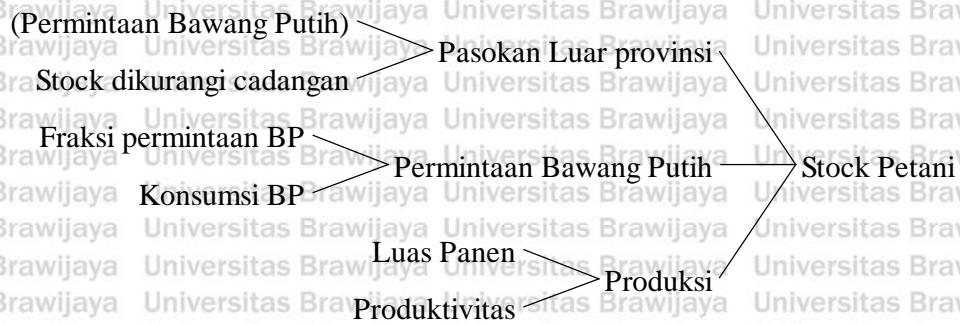 (Permintaan Bawang Putih)
Pasokan Luar provinsi
Stock dikurangi cadangan
Fraksi permintaan BP
Permintaan Bawang Putih
Stock Petani
Konsumsi BP
Luas Panen
Produksi
Produktivitas